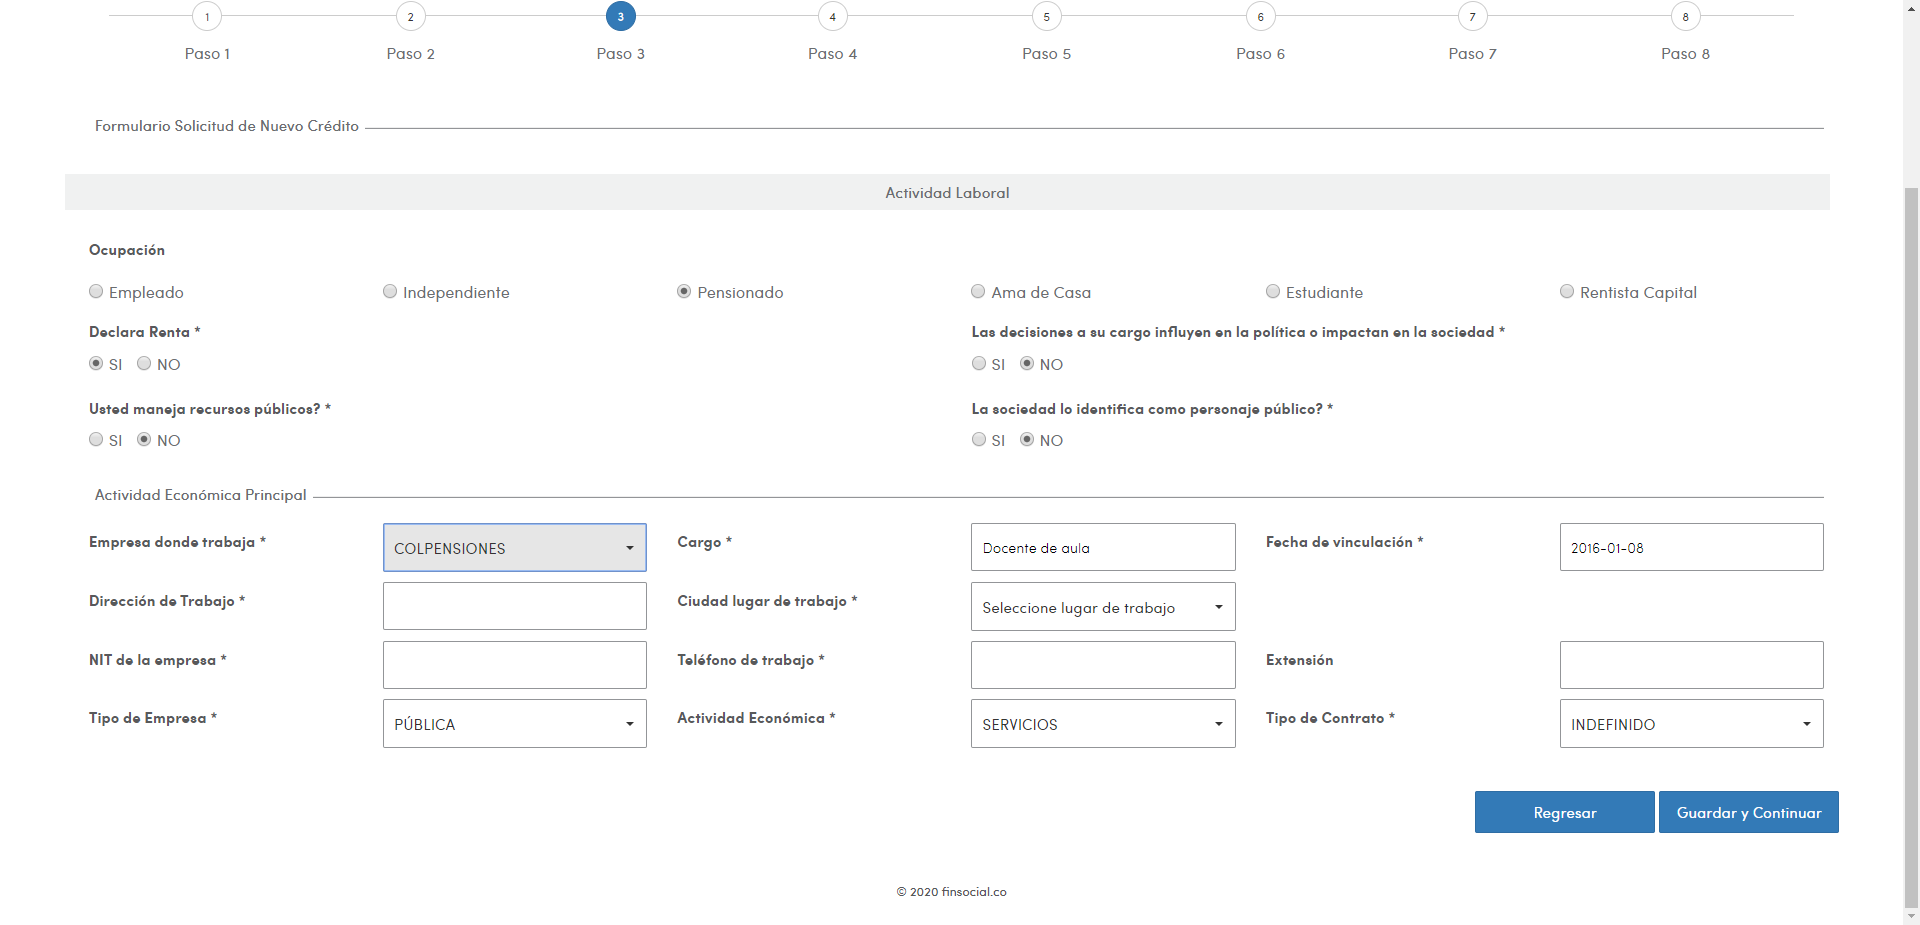 1 2 3 4 5 6 7 8
Paso 1 Paso 2 Paso 3 Paso 4 Paso 5 Paso 6 Paso 7 Paso 8
Formulario Solicitud de Nuevo Crédito
Actividad Laboral
Ocupación
Empleado Independiente Pensionado Ama de Casa Estudiante Rentista Capital
Declara Renta * Las decisiones a su cargo influyen en la política o impactan en la sociedad *
SI NO SI NO
Usted maneja recursos públicos? * La sociedad lo identifica como personaje público? *
SI NO SI NO
Actividad Económica Principal
Empresa donde trabaja * COLPENSIONES Cargo * Docente de aula Fecha de vinculación * 2016-01-08
Dirección de Trabajo * Ciudad lugar de trabajo * Seleccione lugar de trabajo
NIT de la empresa * Teléfono de trabajo * Extensión
Tipo de Empresa * PÚBLICA Actividad Económica * SERVICIOS Tipo de Contrato * INDEFINIDO
Regresar Guardar y Continuar
© 2020 finsocial.co